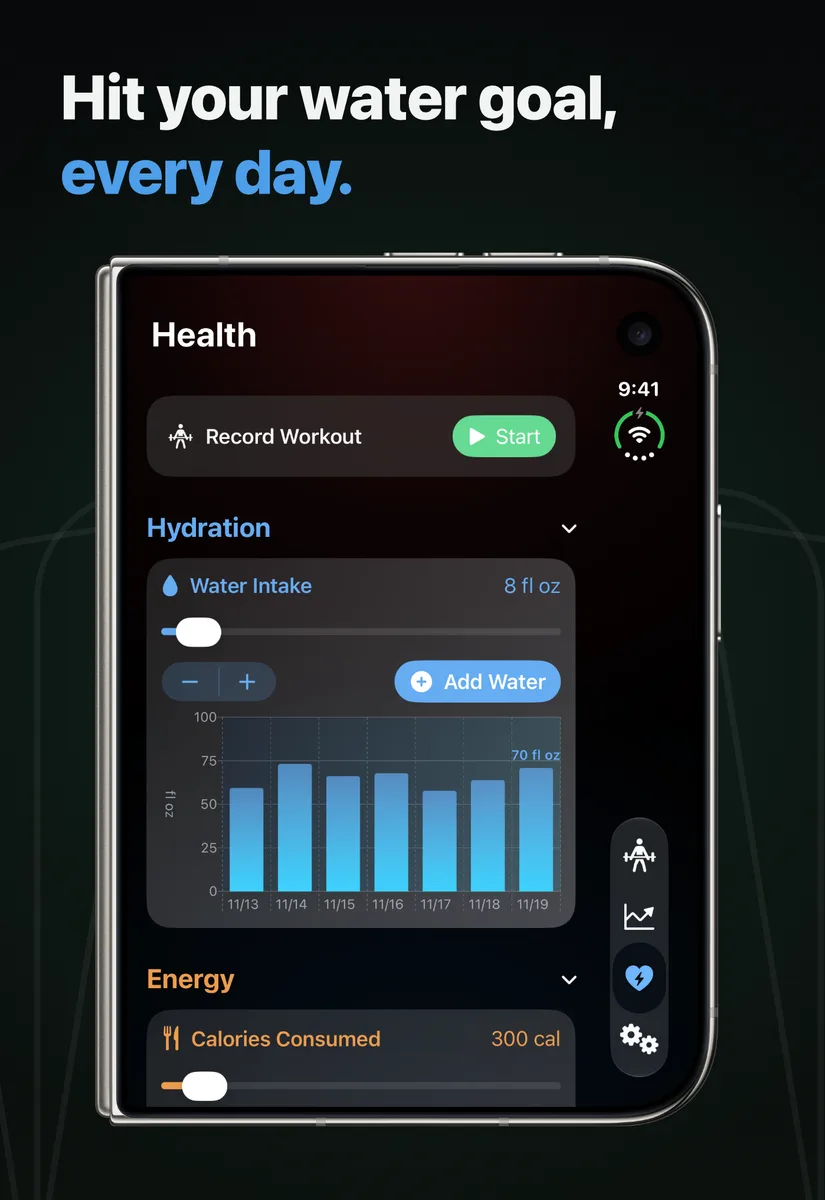 Hit your water goal,
every day.
Health
9:41
Record Workout
Start
Hydration
Water Intake
8 fl oz
− +
Add Water
100
75
50
25
0
fl oz
70 fl oz
11/13 11/14 11/15 11/16 11/17 11/18 11/19
Energy
Calories Consumed
300 cal